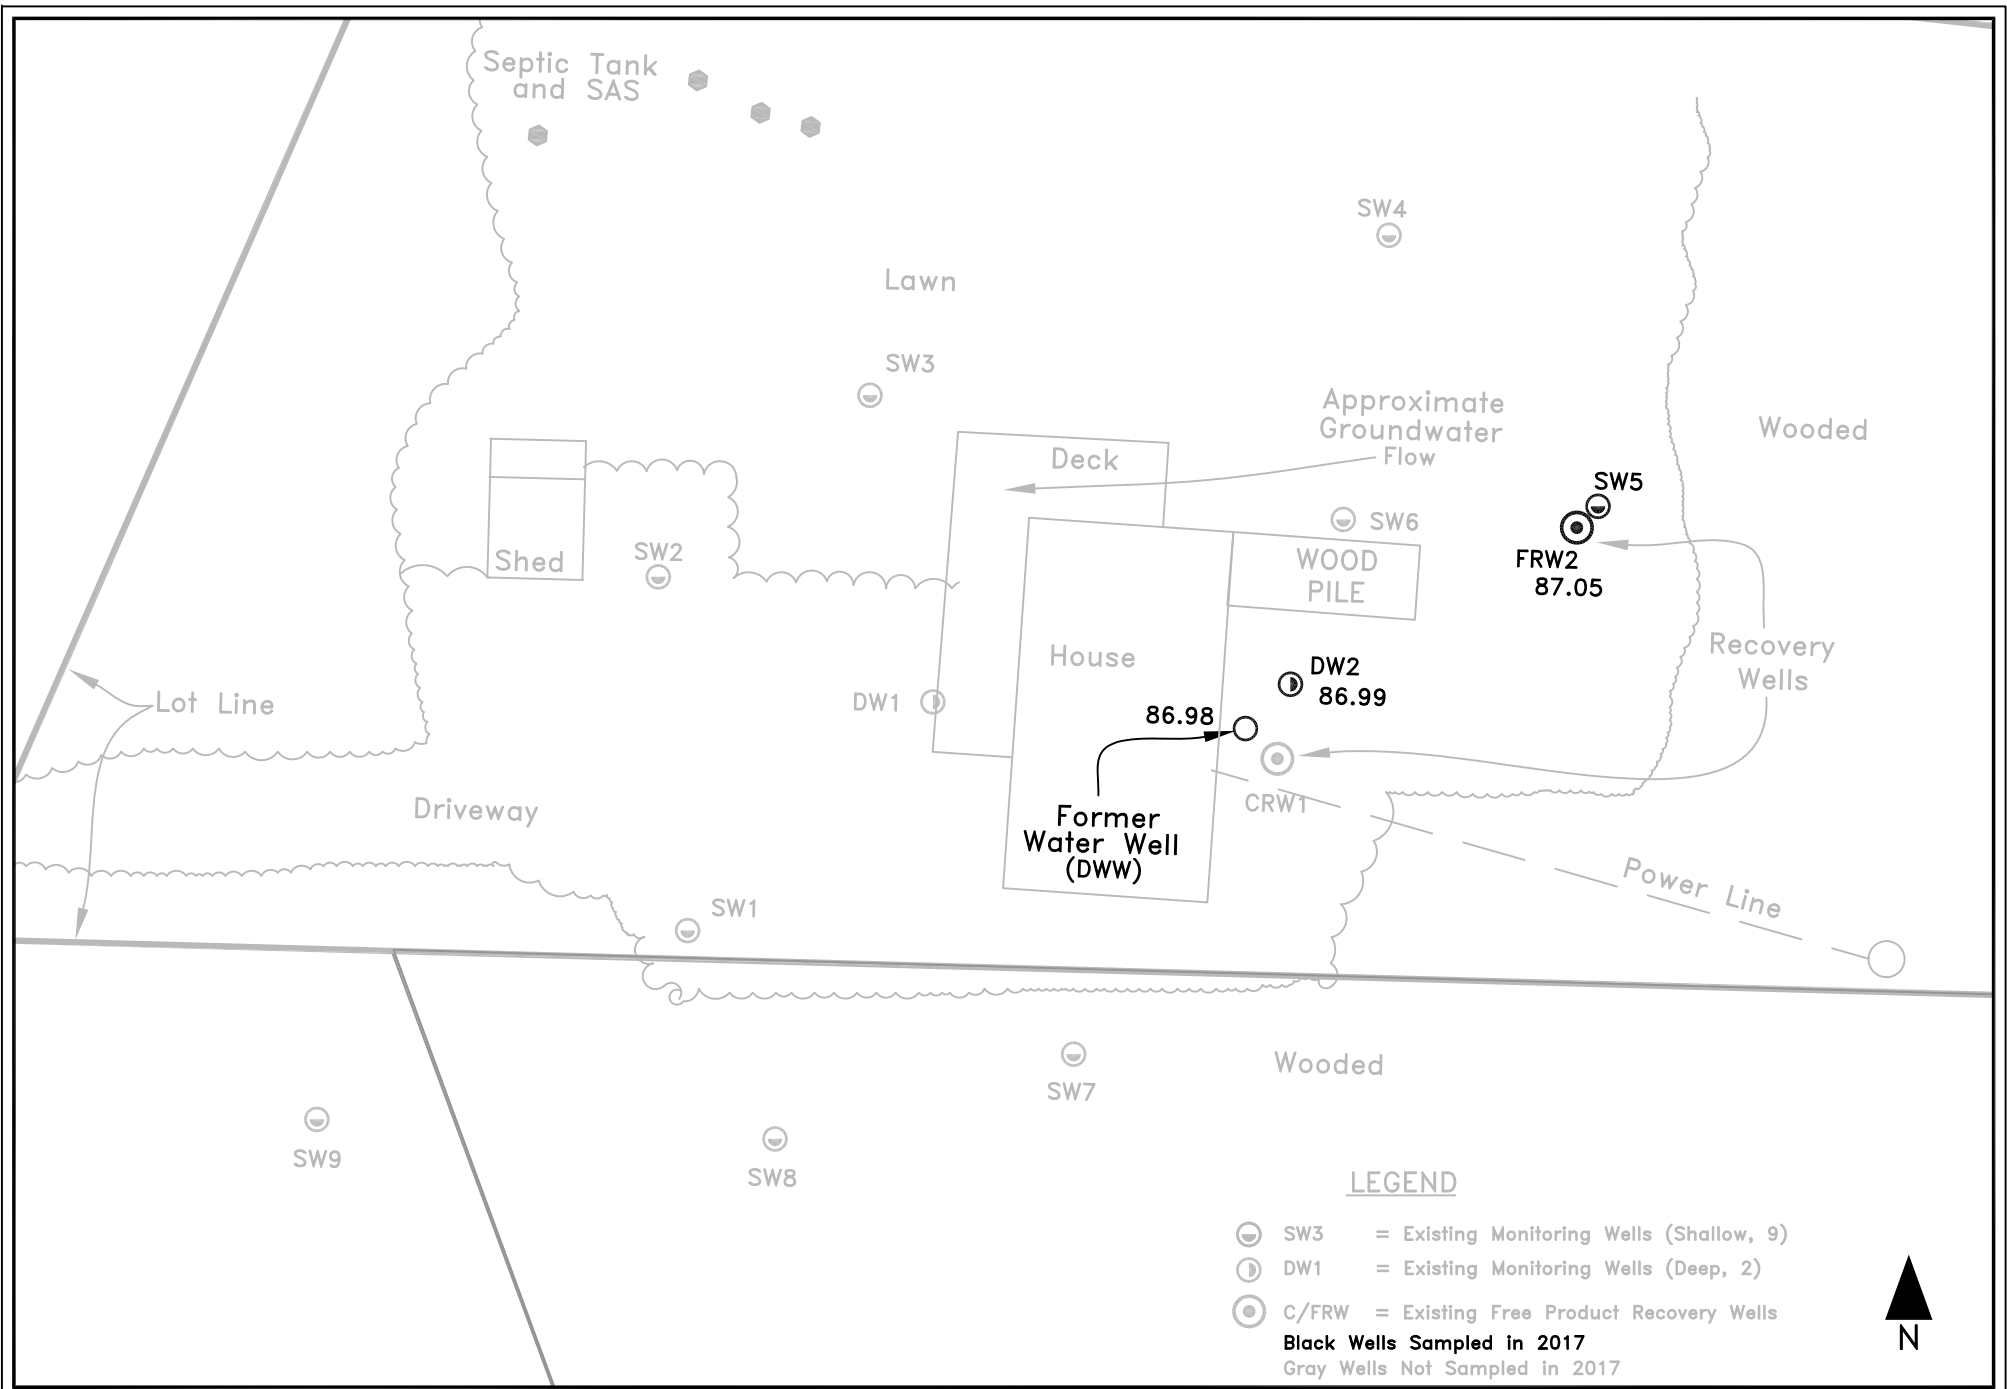 Septic Tank
and SAS
SW4
Lawn
SW3
Approximate
Groundwater
Flow
Wooded
Deck
SW5
SW6
SW2
Shed
WOOD
PILE
FRW2
87.05
House
Recovery
Wells
DW2
86.99
DW1
Lot Line
86.98
CRW1
Driveway
Former
Water Well
(DWW)
Power Line
SW1
Wooded
SW7
SW9
SW8
LEGEND
SW3 = Existing Monitoring Wells (Shallow, 9)
DW1 = Existing Monitoring Wells (Deep, 2)
C/FRW = Existing Free Product Recovery Wells
Black Wells Sampled in 2017
Gray Wells Not Sampled in 2017
N